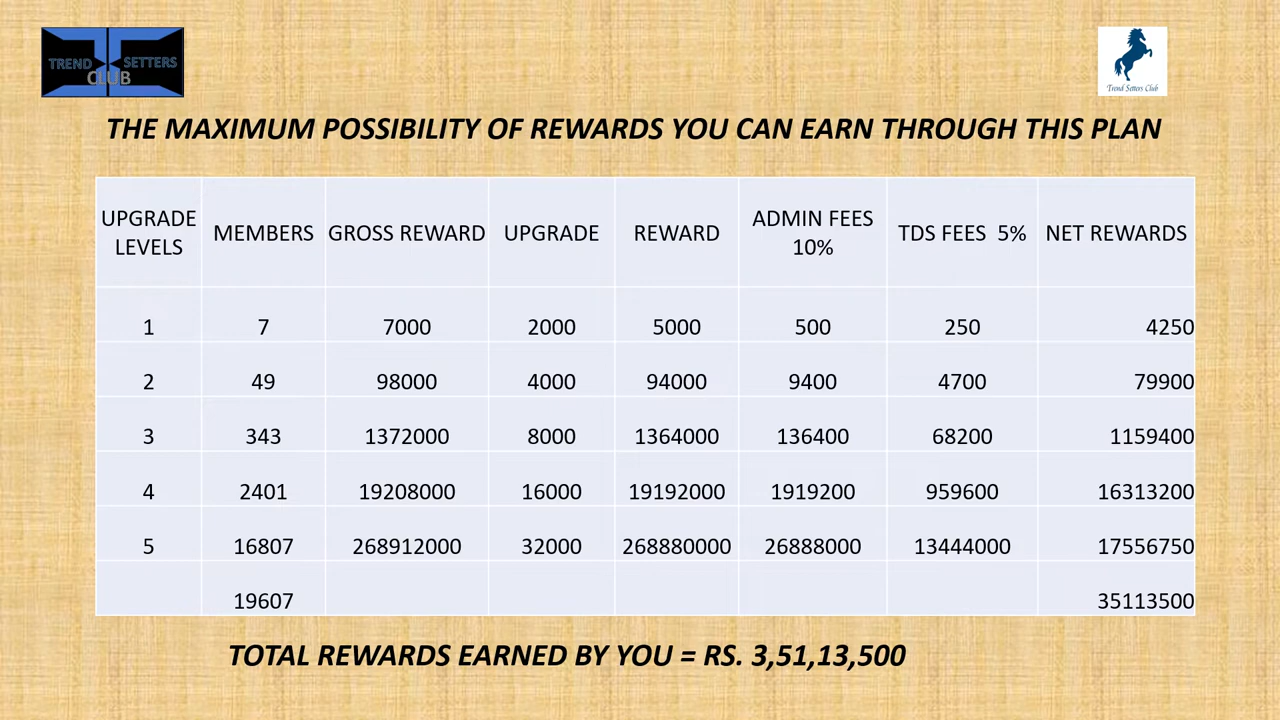 TREND SETTERS
CLUB
Trend Setters Club
THE MAXIMUM POSSIBILITY OF REWARDS YOU CAN EARN THROUGH THIS PLAN
UPGRADE LEVELS MEMBERS GROSS REWARD UPGRADE REWARD ADMIN FEES 10% TDS FEES 5% NET REWARDS
1 7 7000 2000 5000 500 250 4250
2 49 98000 4000 94000 9400 4700 79900
3 343 1372000 8000 1364000 136400 68200 1159400
4 2401 19208000 16000 19192000 1919200 959600 16313200
5 16807 268912000 32000 268880000 26888000 13444000 17556750
19607 35113500
TOTAL REWARDS EARNED BY YOU = RS. 3,51,13,500